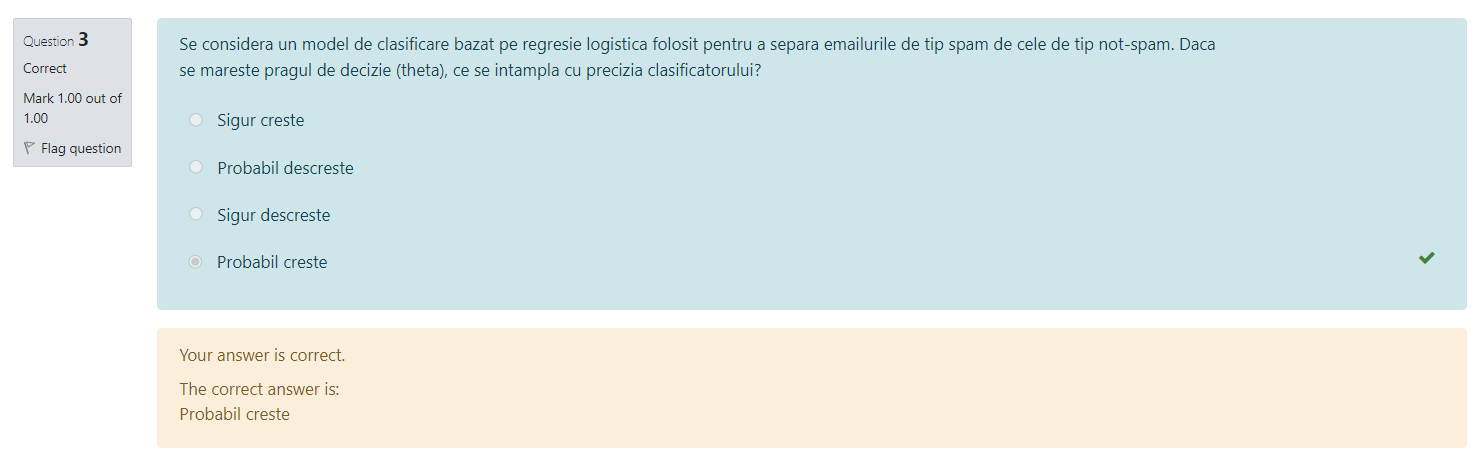 Question 3
Correct
Mark 1.00 out of
1.00
Flag question
Se considera un model de clasificare bazat pe regresie logistica folosit pentru a separa emailurile de tip spam de cele de tip not-spam. Daca
se mareste pragul de decizie (theta), ce se intampla cu precizia clasificatorului?
Sigur creste
Probabil descreste
Sigur descreste
Probabil creste
Your answer is correct.
The correct answer is:
Probabil creste